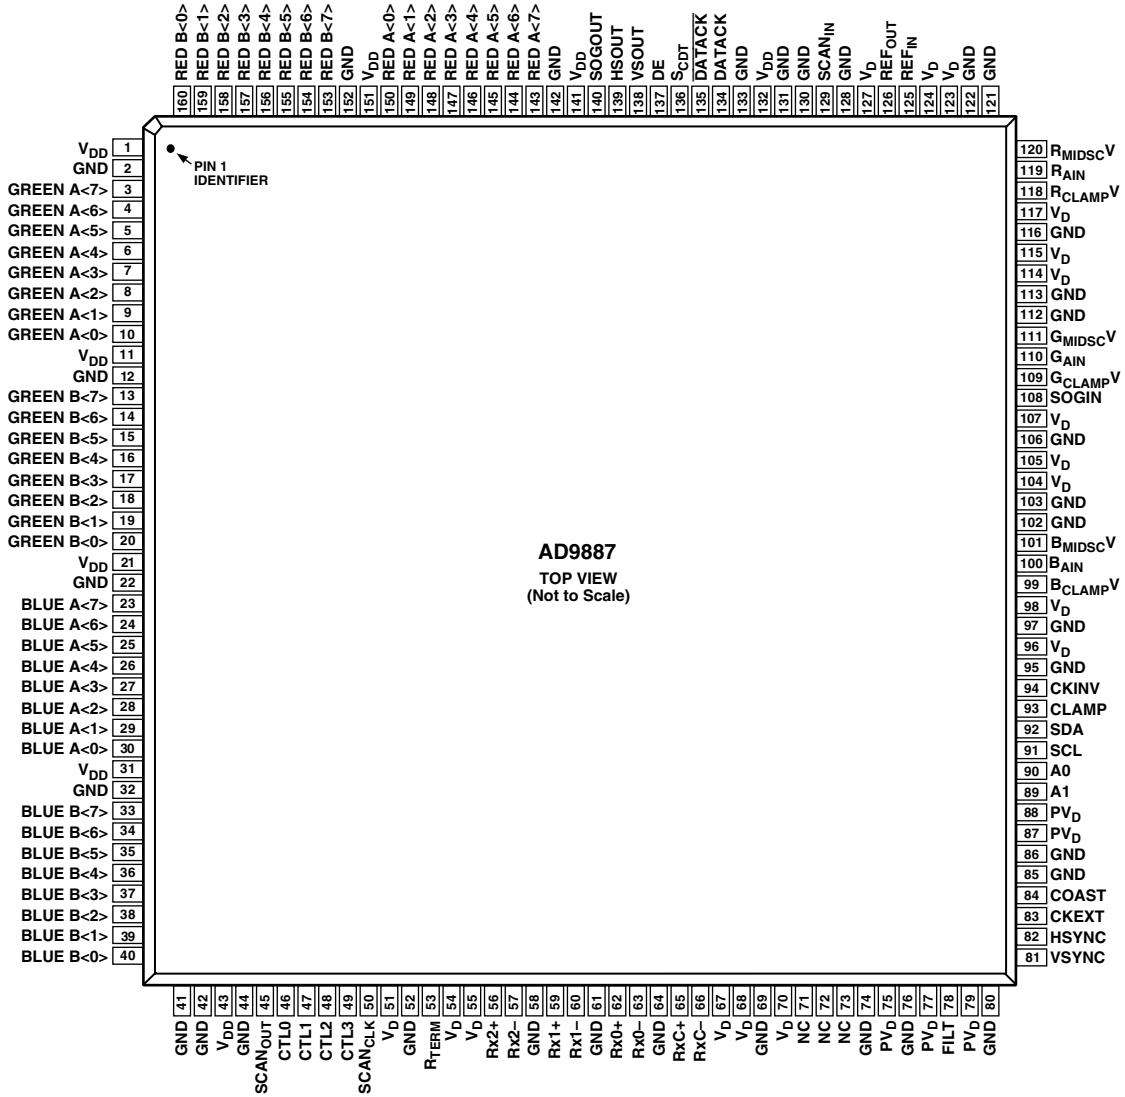 RED B<0>
RED B<1>
RED B<2>
RED B<3>
RED B<4>
RED B<5>
RED B<6>
RED B<7>
GND
VDD
RED A<0>
RED A<1>
RED A<2>
RED A<3>
RED A<4>
RED A<5>
RED A<6>
RED A<7>
GND
VDD
SOGOUT
HSOUT
VSOUT
DE
SCDT
DATACK
DATACK
GND
VDD
GND
GND
SCANIN
GND
VD
REFOUT
REFIN
VD
VD
GND
GND
160 159 158 157 156 155 154 153 152 151 150 149 148 147 146 145 144 143 142 141 140 139 138 137 136 135 134 133 132 131 130 129 128 127 126 125 124 123 122 121
PIN 1
IDENTIFIER
VDD 1
GND 2
GREEN A<7> 3
GREEN A<6> 4
GREEN A<5> 5
GREEN A<4> 6
GREEN A<3> 7
GREEN A<2> 8
GREEN A<1> 9
GREEN A<0> 10
VDD 11
GND 12
GREEN B<7> 13
GREEN B<6> 14
GREEN B<5> 15
GREEN B<4> 16
GREEN B<3> 17
GREEN B<2> 18
GREEN B<1> 19
GREEN B<0> 20
VDD 21
GND 22
BLUE A<7> 23
BLUE A<6> 24
BLUE A<5> 25
BLUE A<4> 26
BLUE A<3> 27
BLUE A<2> 28
BLUE A<1> 29
BLUE A<0> 30
VDD 31
GND 32
BLUE B<7> 33
BLUE B<6> 34
BLUE B<5> 35
BLUE B<4> 36
BLUE B<3> 37
BLUE B<2> 38
BLUE B<1> 39
BLUE B<0> 40
AD9887
TOP VIEW
(Not to Scale)
120 RMIDSCV
119 RAIN
118 RCLAMPV
117 VD
116 GND
115 VD
114 VD
113 GND
112 GND
111 GMIDSCV
110 GAIN
109 GCLAMPV
108 SOGIN
107 VD
106 GND
105 VD
104 VD
103 GND
102 GND
101 BMIDSCV
100 BAIN
99 BCLAMPV
98 VD
97 GND
96 VD
95 GND
94 CKINV
93 CLAMP
92 SDA
91 SCL
90 A0
89 A1
88 PVD
87 PVD
86 GND
85 GND
84 COAST
83 CKEXT
82 HSYNC
81 VSYNC
41 42 43 44 45 46 47 48 49 50 51 52 53 54 55 56 57 58 59 60 61 62 63 64 65 66 67 68 69 70 71 72 73 74 75 76 77 78 79 80
GND
GND
VDD
GND
SCANOUT
CTL0
CTL1
CTL2
CTL3
SCANCLK
VD
GND
RTERM
VD
VD
Rx2+
Rx2–
GND
Rx1+
Rx1–
GND
Rx0+
Rx0–
GND
RxC+
RxC–
VD
VD
GND
VD
NC
NC
NC
GND
PVD
GND
PVD
FILT
PVD
GND